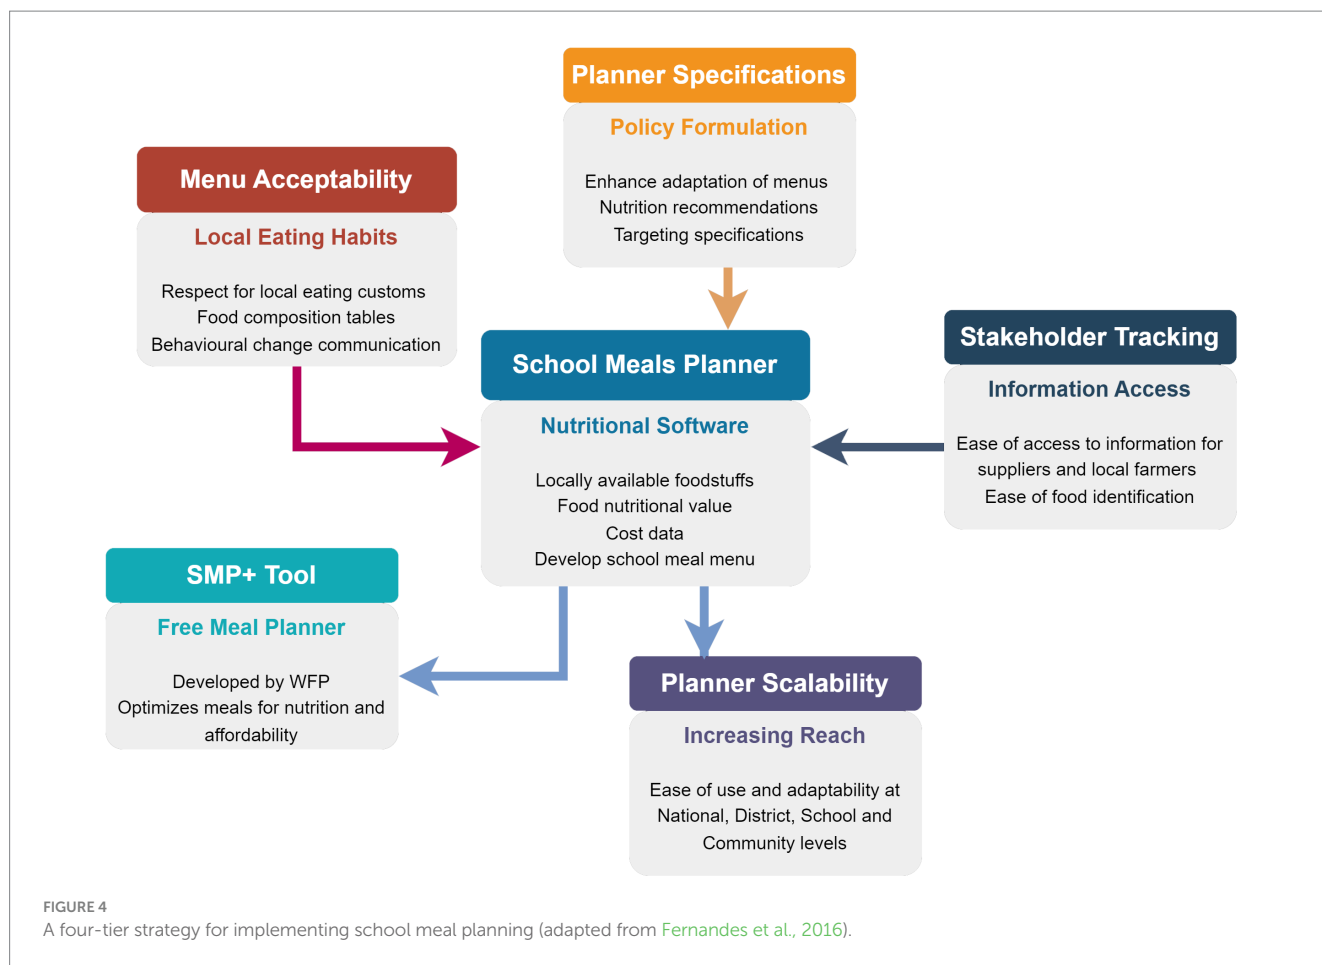 Planner Specifications
Policy Formulation
Enhance adaptation of menus
Nutrition recommendations
Targeting specifications
Menu Acceptability
Local Eating Habits
Respect for local eating customs
Food composition tables
Behavioural change communication
School Meals Planner
Nutritional Software
Locally available foodstuffs
Food nutritional value
Cost data
Develop school meal menu
Stakeholder Tracking
Information Access
Ease of access to information for
suppliers and local farmers
Ease of food identification
SMP+ Tool
Free Meal Planner
Developed by WFP
Optimizes meals for nutrition and
affordability
Planner Scalability
Increasing Reach
Ease of use and adaptability at
National, District, School and
Community levels
FIGURE 4
A four-tier strategy for implementing school meal planning (adapted from Fernandes et al., 2016).